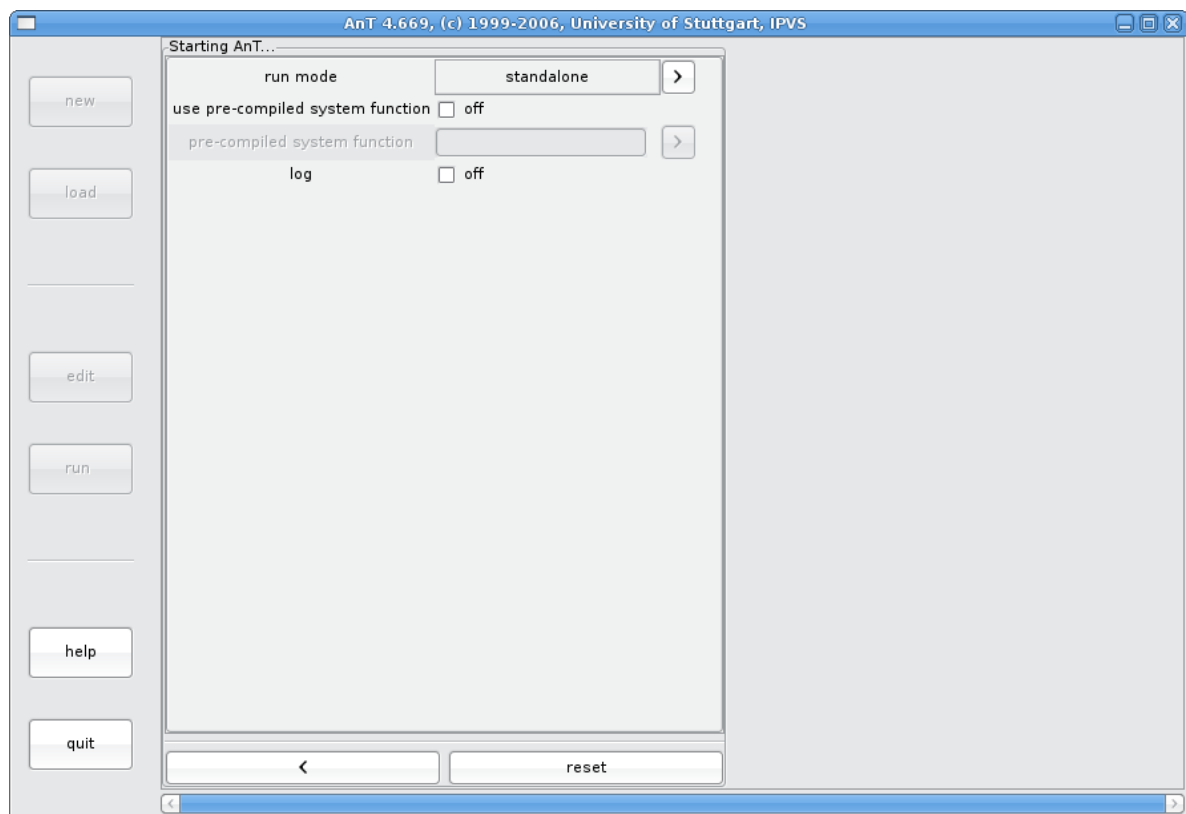 AnT 4.669, (c) 1999-2006, University of Stuttgart, IPVS
Starting AnT...
new
load
edit
run
help
quit
run mode standalone >
use pre-compiled system function off
pre-compiled system function >
log off
< reset